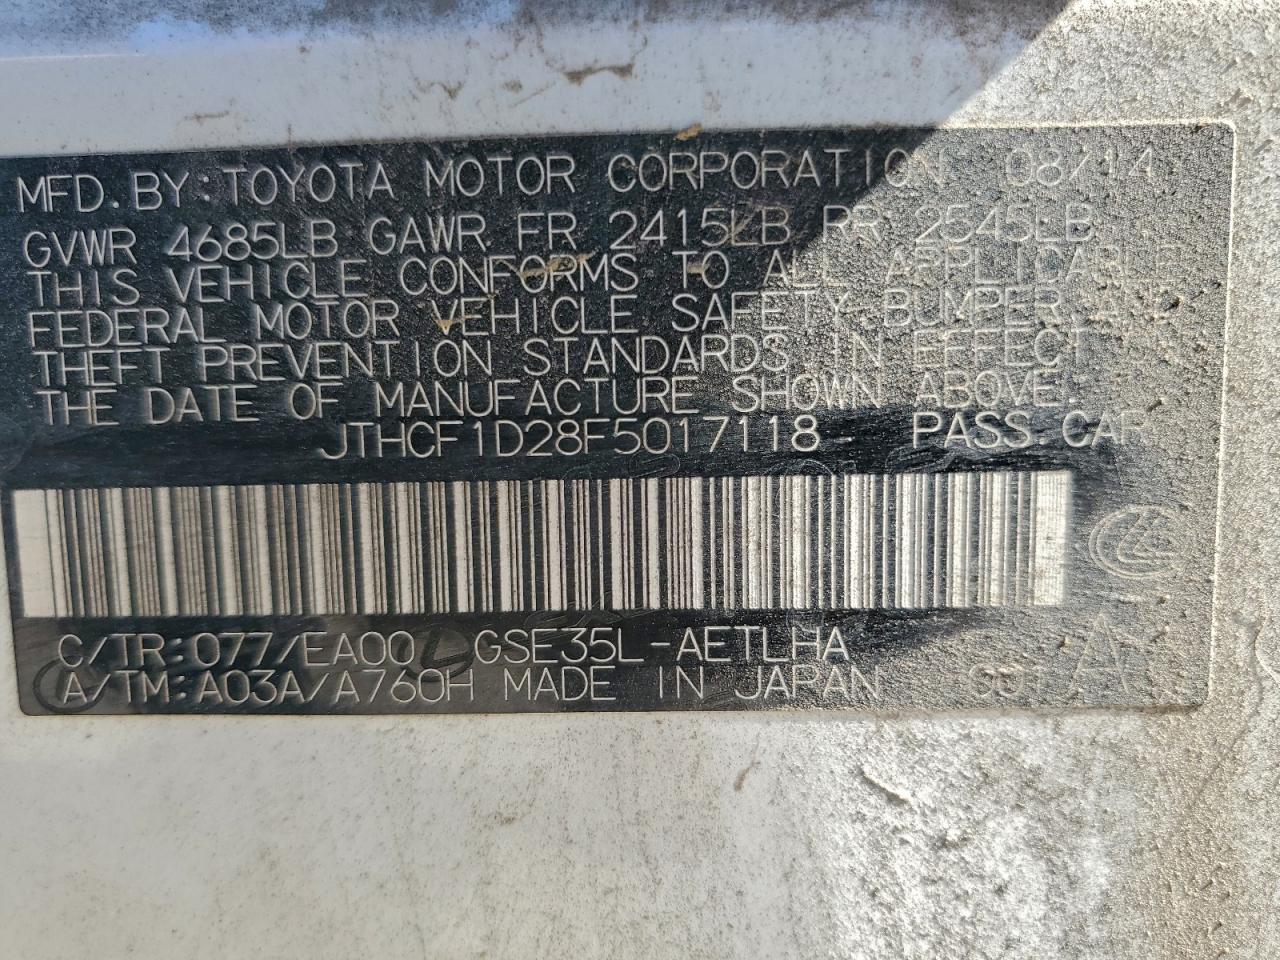 MFD. BY: TOYOTA MOTOR CORPORATION 08/14
GVWR 4685LB GAWR FR 2415LB RR 2545LB
THIS VEHICLE CONFORMS TO ALL APPLICABLE
FEDERAL MOTOR VEHICLE SAFETY, BUMPER, AND
THEFT PREVENTION STANDARDS IN EFFECT ON
THE DATE OF MANUFACTURE SHOWN ABOVE.
JTHCF1D28F5017118 PASS. CAR
C/TR: 077/EA00 GSE35L-AETLHA
A/TM: A03A/A760H MADE IN JAPAN